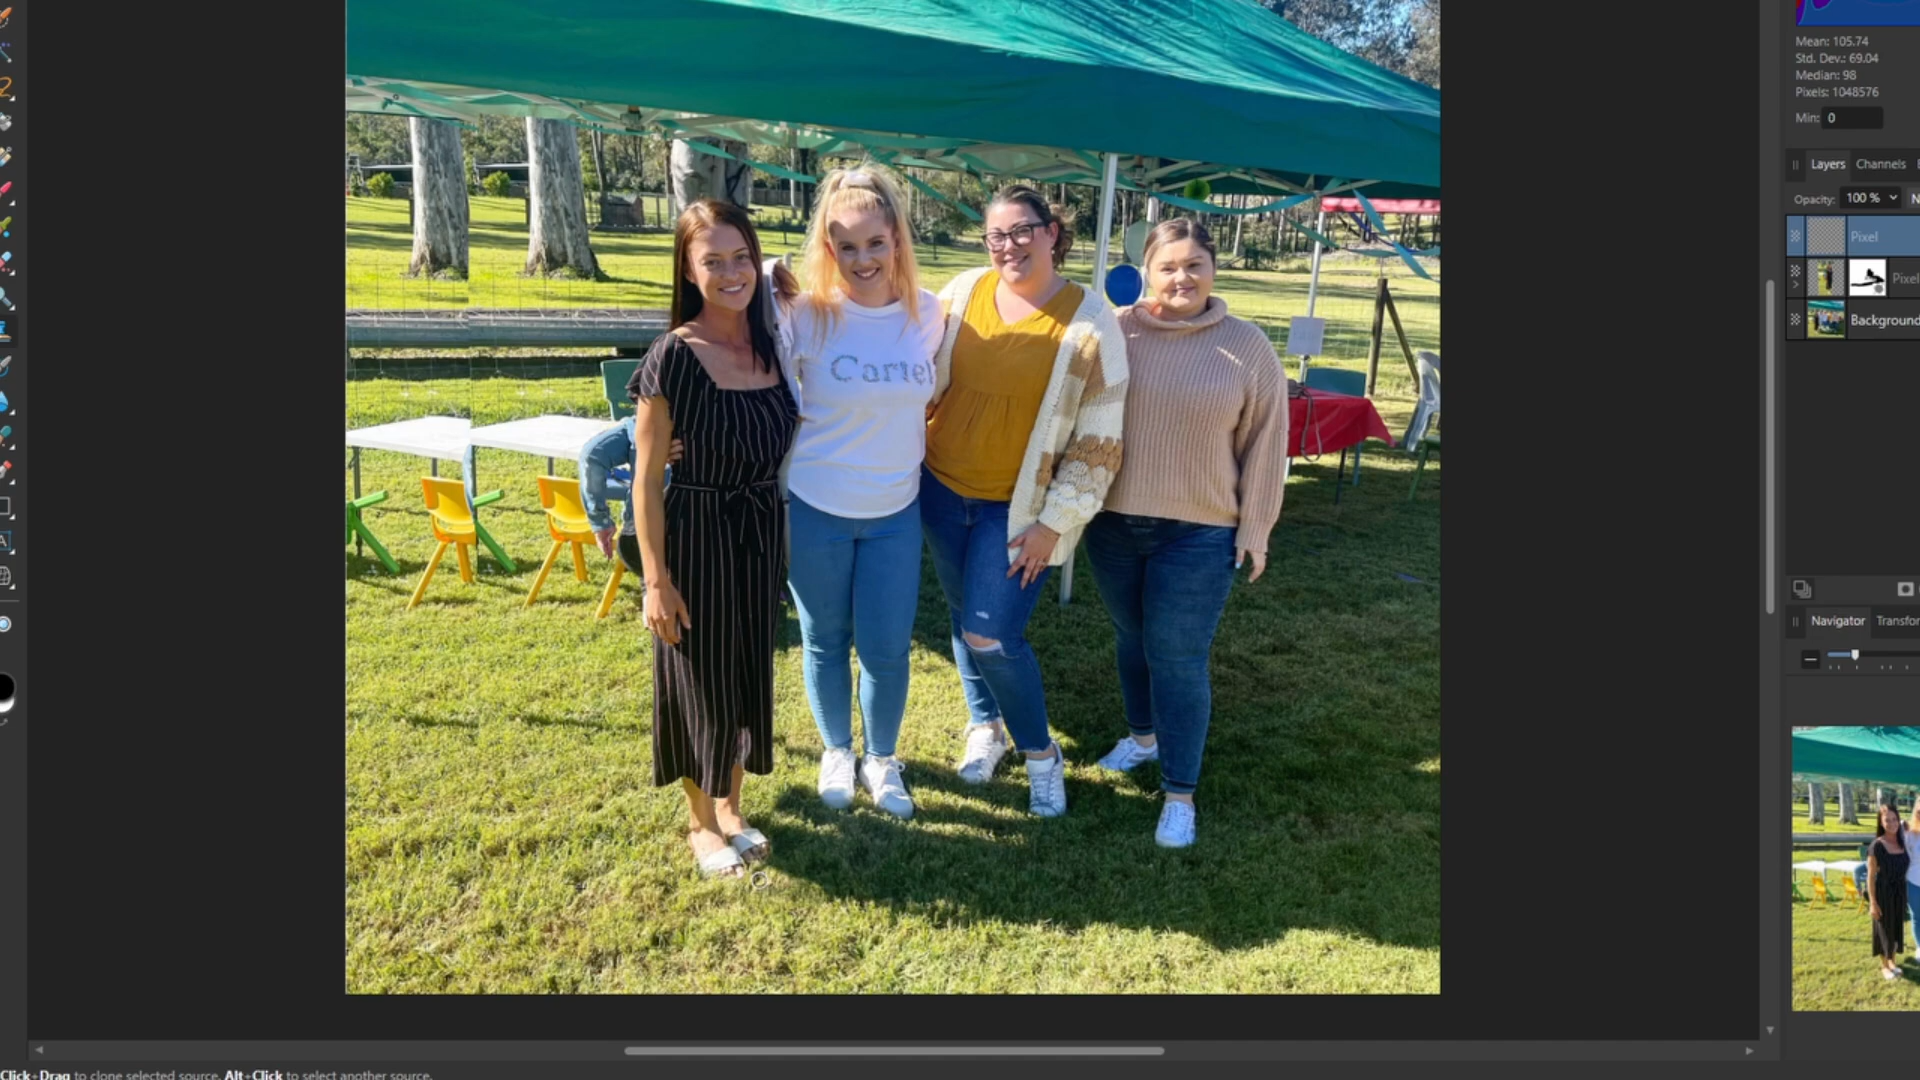 Mean: 105.74
Std. Dev.: 69.04
Median: 98
Pixels: 1048576
Min: 0
Layers Channels
Opacity: 100 % N
Pixel
Pixel
Background
Cartel
Navigator Transfor
Click+Drag to clone selected source. Alt+Click to select another source.